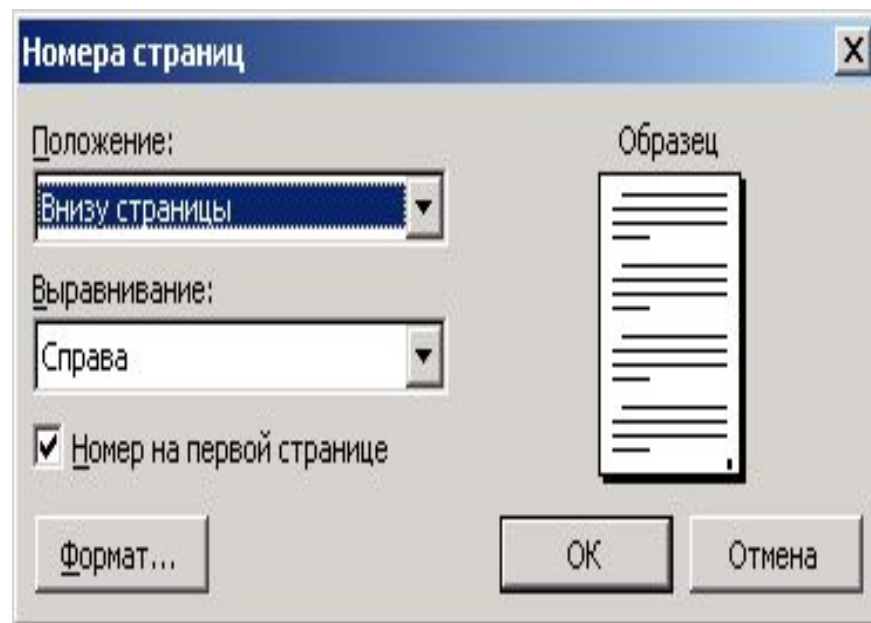 Номера страниц
Положение:
Внизу страницы
Выравнивание:
Справа
Номер на первой странице
Формат...
Образец
ОК
Отмена